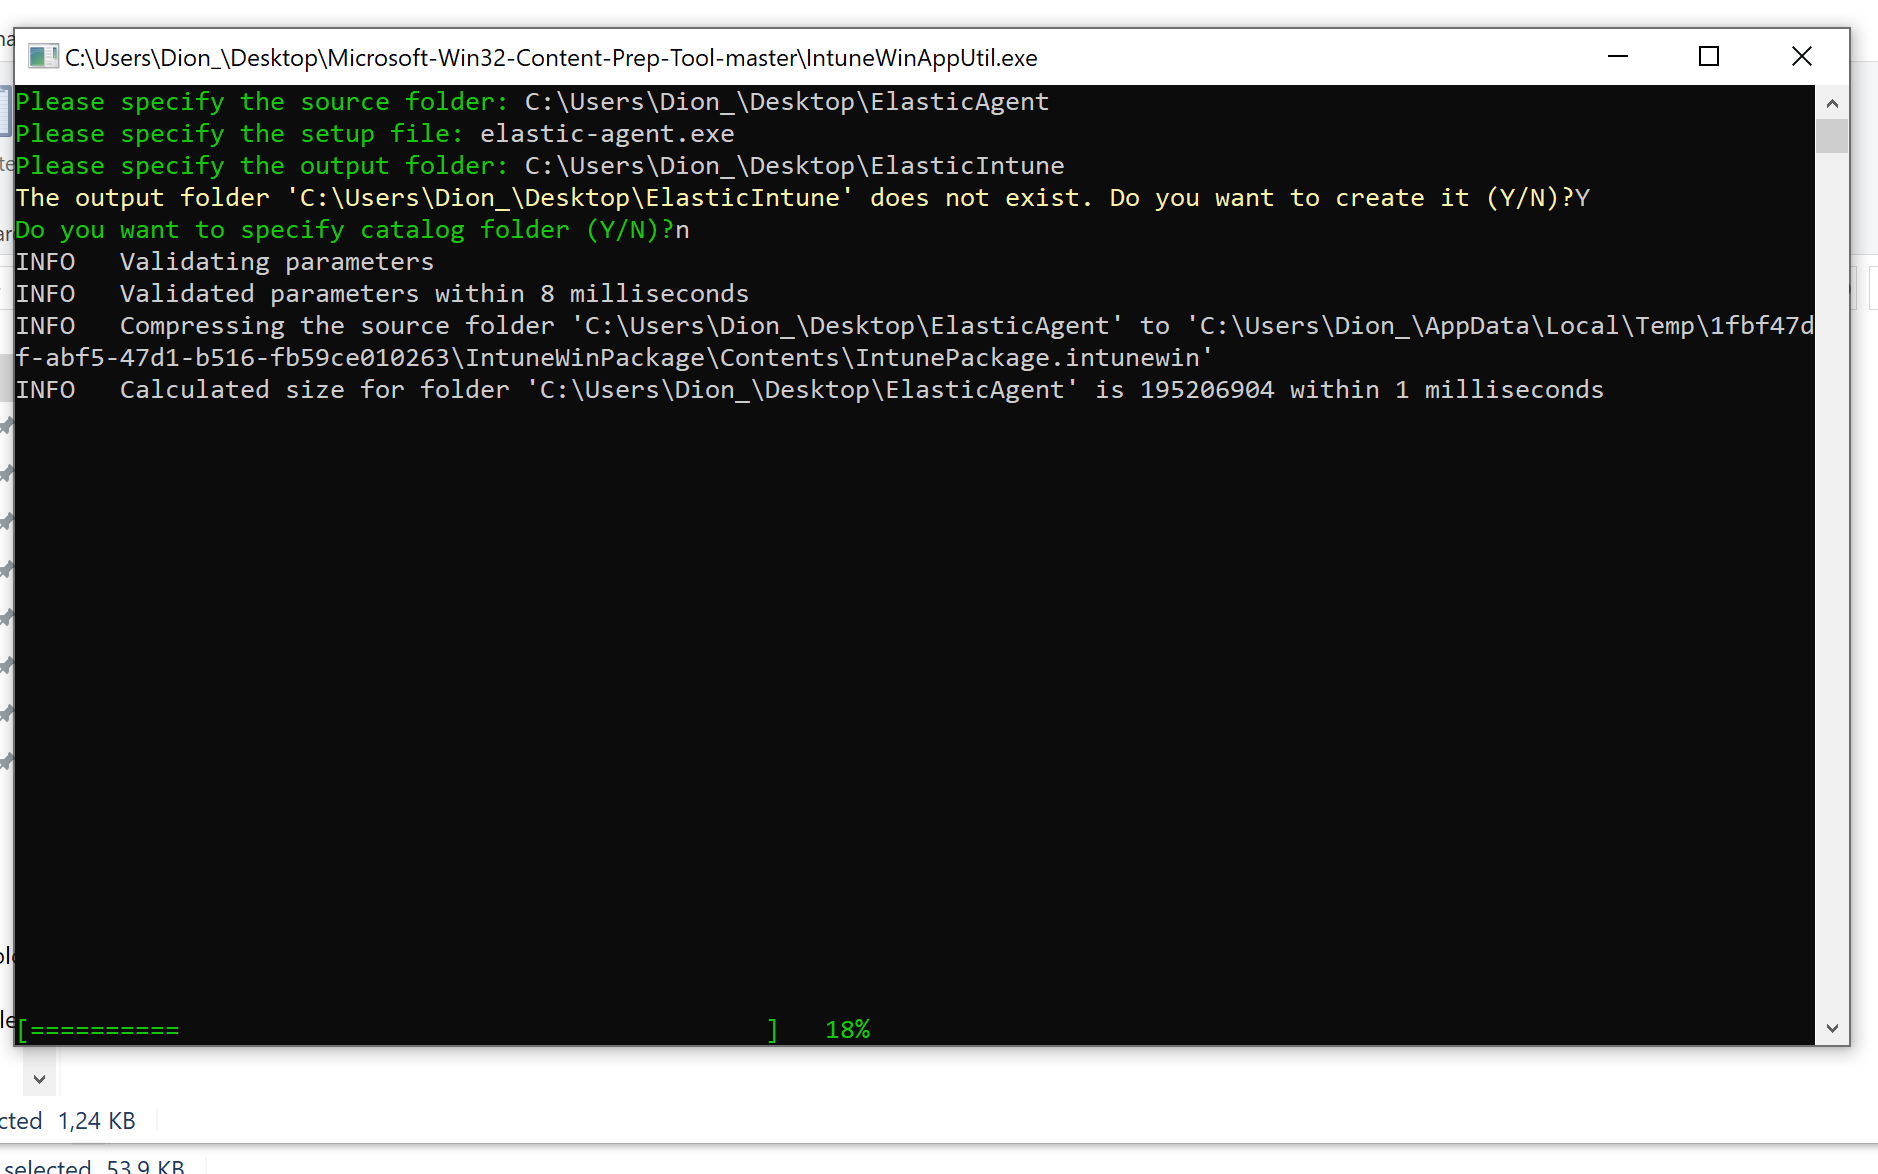 C:\Users\Dion_\Desktop\Microsoft-Win32-Content-Prep-Tool-master\IntuneWinAppUtil.exe
Please specify the source folder: C:\Users\Dion_\Desktop\ElasticAgent
Please specify the setup file: elastic-agent.exe
Please specify the output folder: C:\Users\Dion_\Desktop\ElasticIntune
The output folder 'C:\Users\Dion_\Desktop\ElasticIntune' does not exist. Do you want to create it (Y/N)?Y
Do you want to specify catalog folder (Y/N)?n
INFO   Validating parameters
INFO   Validated parameters within 8 milliseconds
INFO   Compressing the source folder 'C:\Users\Dion_\Desktop\ElasticAgent' to 'C:\Users\Dion_\AppData\Local\Temp\1fbf47d
f-abf5-47d1-b516-fb59ce010263\IntuneWinPackage\Contents\IntunePackage.intunewin'
INFO   Calculated size for folder 'C:\Users\Dion_\Desktop\ElasticAgent' is 195206904 within 1 milliseconds
[==========                                       ]   18%
cted 1,24 KB
selected 53,9 KB